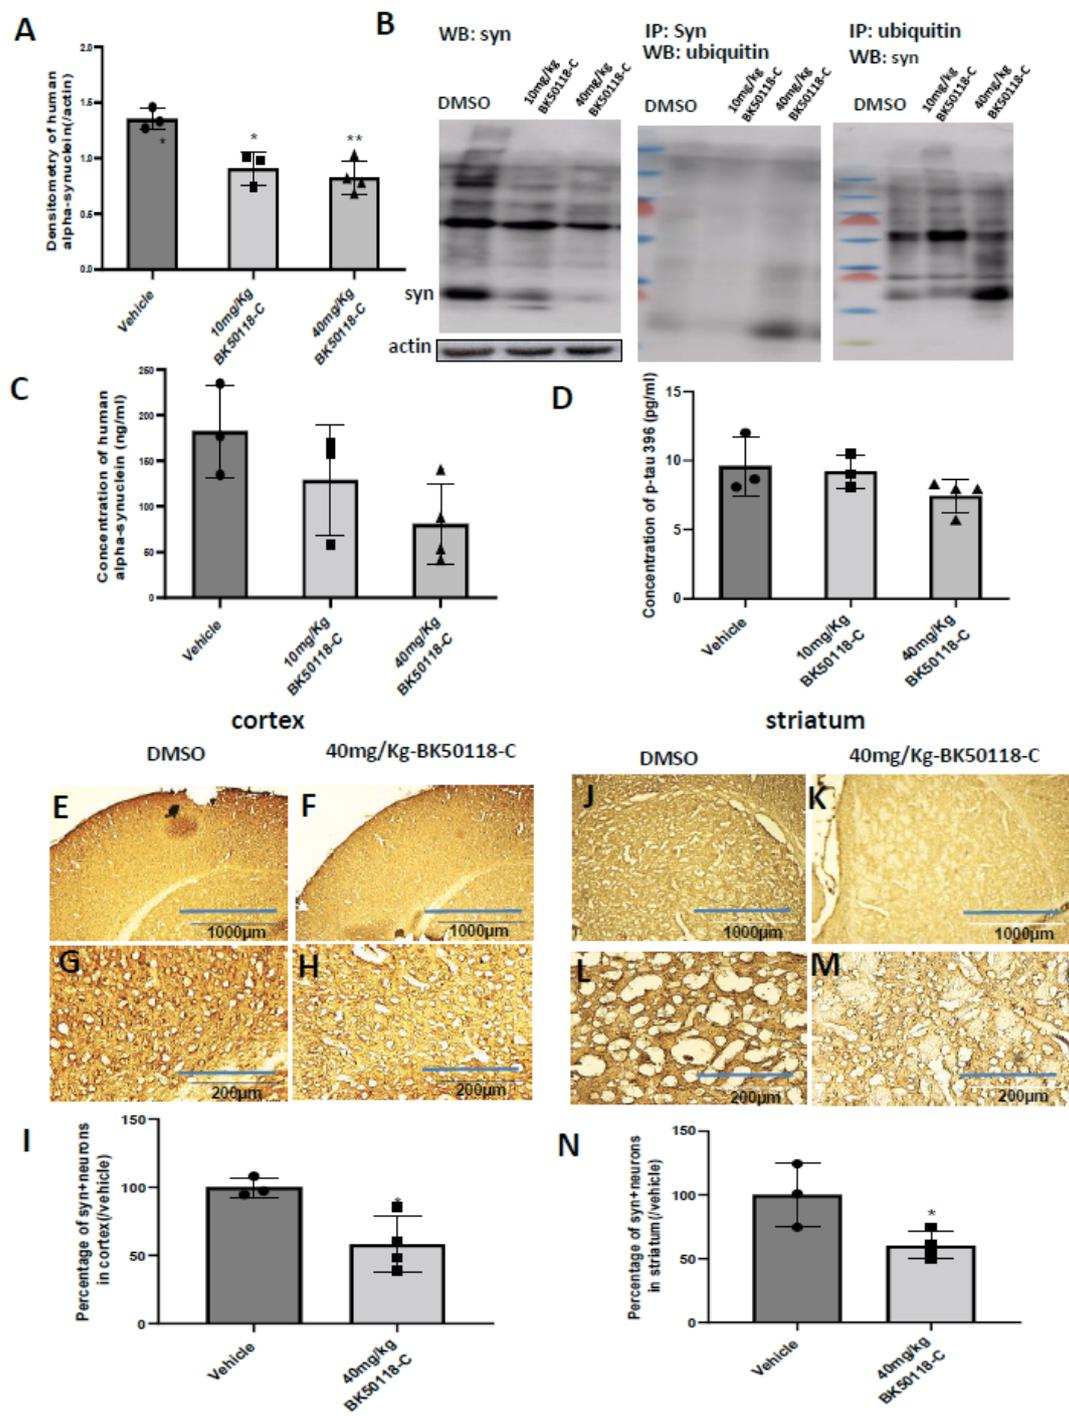 A
Densitometry of human
alpha-synuclein(/actin)
2.0
1.5
1.0
0.5
0.0
*
*
**
Vehicle
10mg/Kg
BK50118-C
40mg/Kg
BK50118-C
B
WB: syn
DMSO
10mg/kg
BK50118-C
40mg/kg
BK50118-C
syn
actin
IP: Syn
WB: ubiquitin
DMSO
10mg/kg
BK50118-C
40mg/kg
BK50118-C
IP: ubiquitin
WB: syn
DMSO
10mg/kg
BK50118-C
40mg/kg
BK50118-C
C
Concentration of human
alpha-synuclein (ng/ml)
250
200
150
100
50
0
Vehicle
10mg/Kg
BK50118-C
40mg/Kg
BK50118-C
D
Concentration of p-tau 396 (pg/ml)
15
10
5
0
Vehicle
10mg/Kg
BK50118-C
40mg/Kg
BK50118-C
cortex
DMSO
40mg/Kg-BK50118-C
E
1000μm
F
1000μm
G
200μm
H
200μm
striatum
DMSO
40mg/Kg-BK50118-C
J
1000μm
K
1000μm
L
200μm
M
200μm
I
Percentage of syn+neurons
in cortex(/vehicle)
150
100
50
0
*
Vehicle
40mg/kg
BK50118-C
N
Percentage of syn+neurons
in striatum(/vehicle)
150
100
50
0
*
Vehicle
40mg/kg
BK50118-C